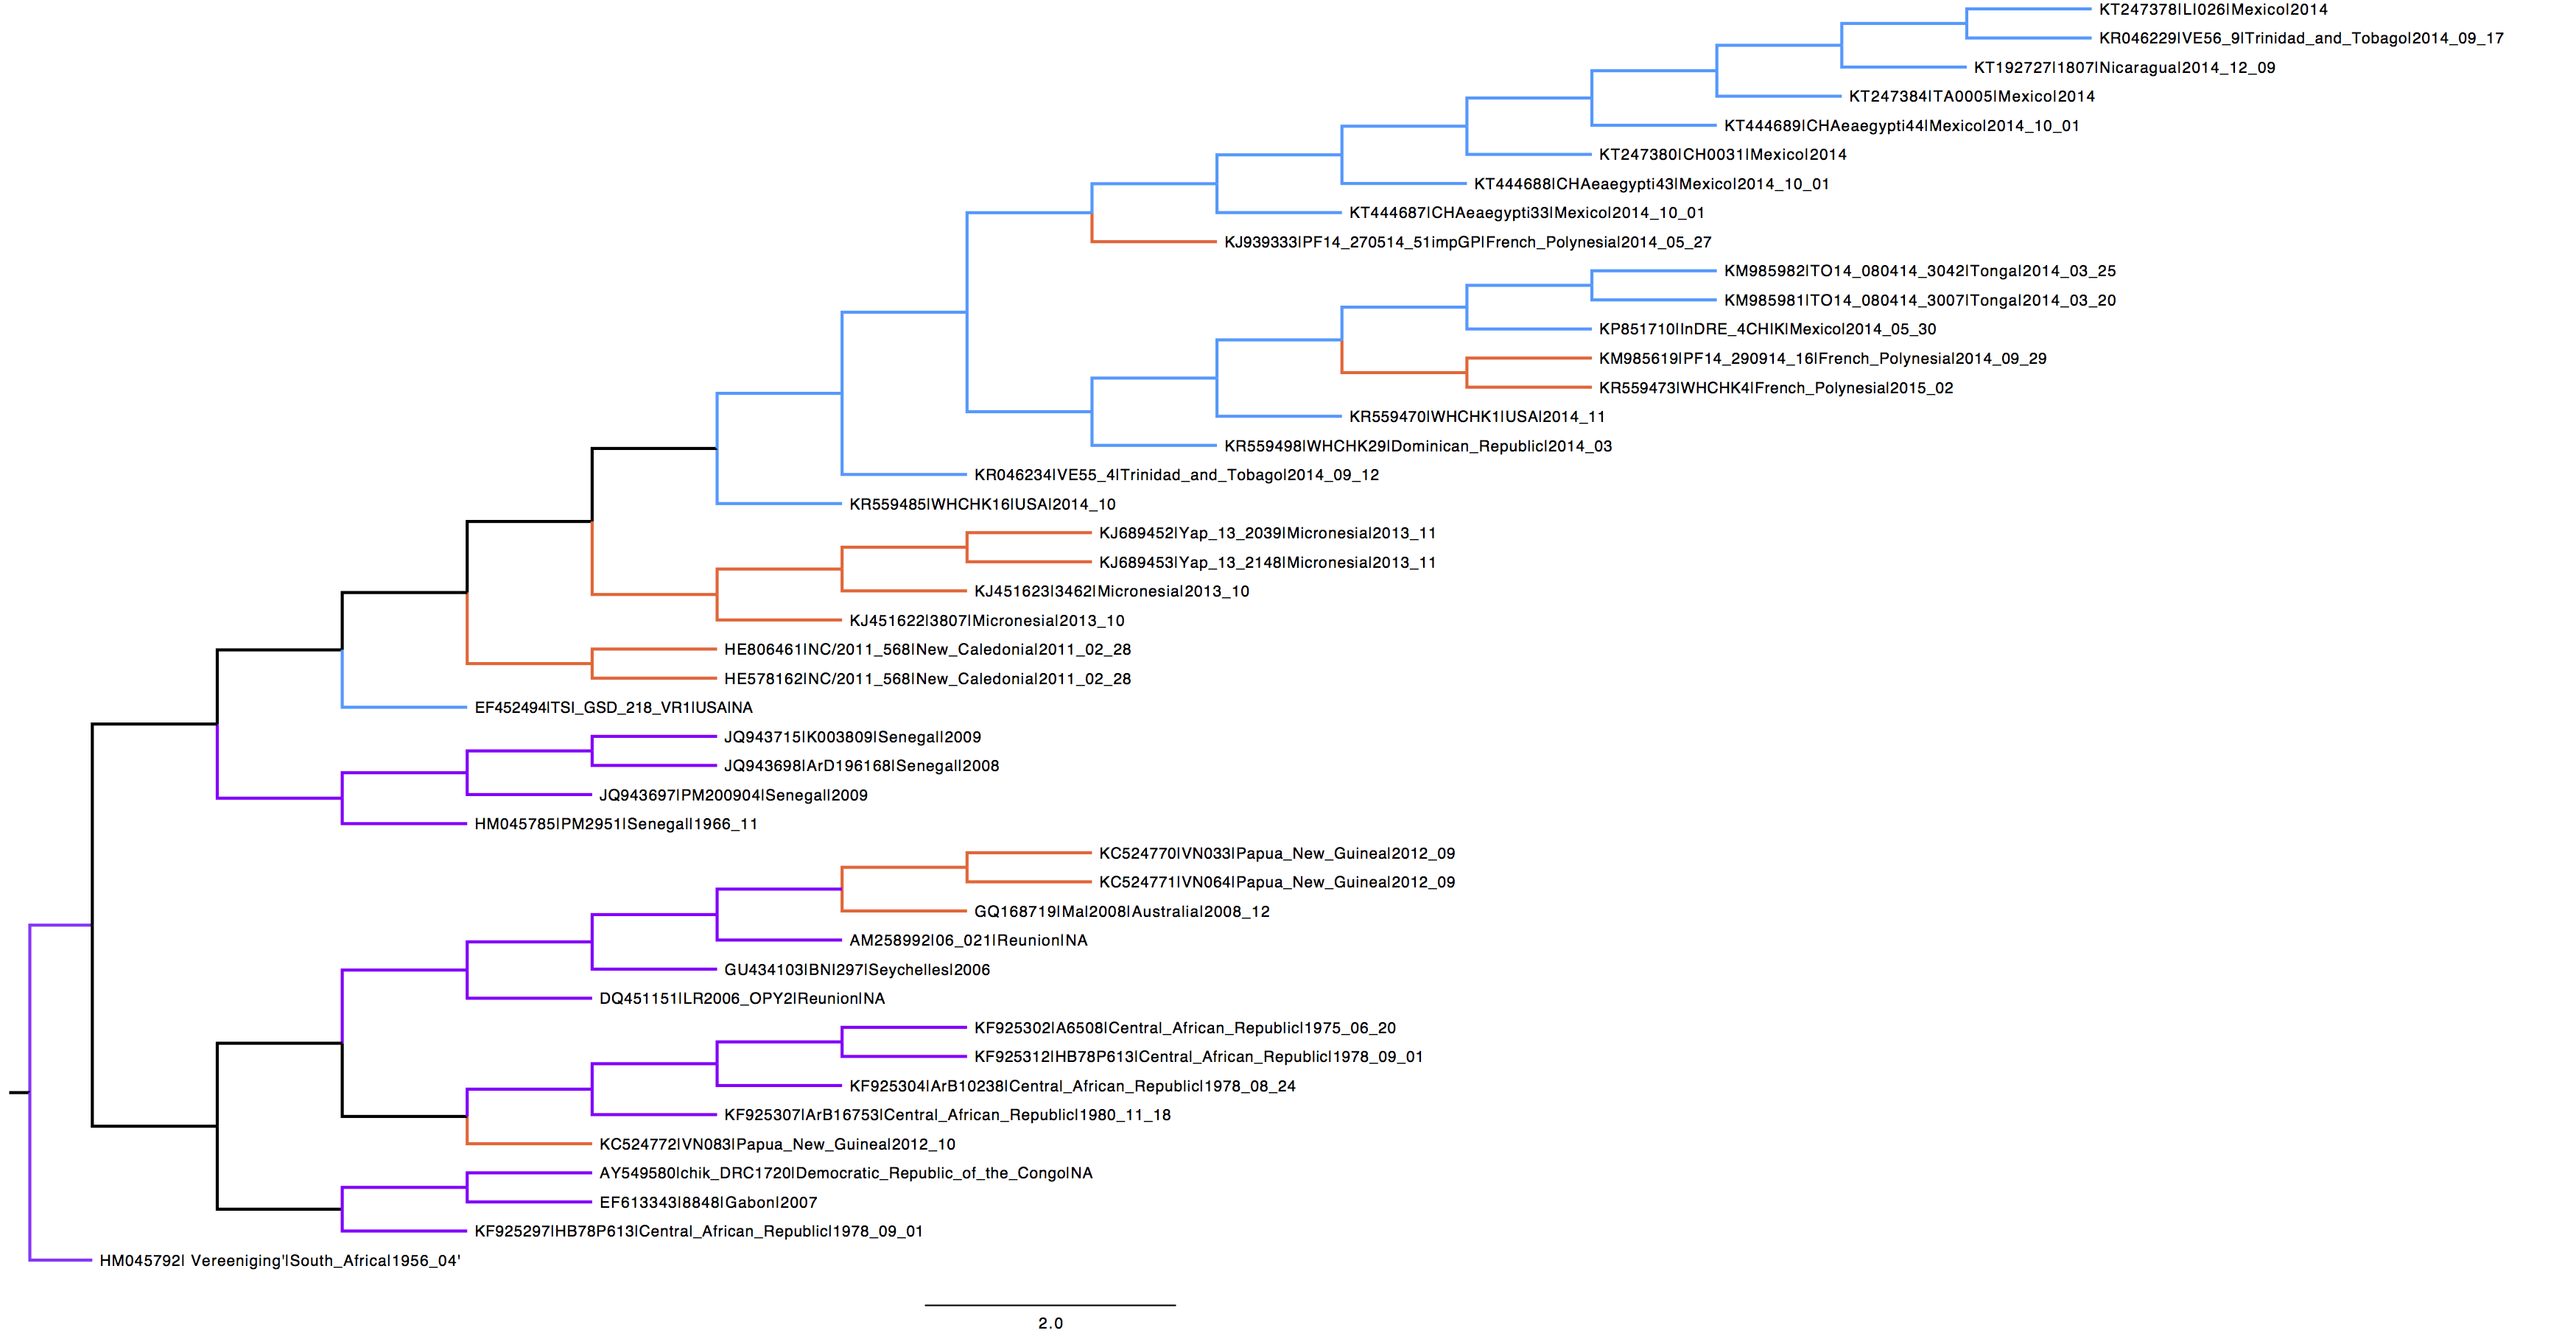 KT247378|L|026|Mexico|2014
KR046229|VE56_9|Trinidad_and_Tobago|2014_09_17
KT192727|1807|Nicaragua|2014_12_09
KT247384|TA0005|Mexico|2014
KT444689|CHAeaegypti44|Mexico|2014_10_01
KT247380|CH0031|Mexico|2014
KT444688|CHAeaegypti43|Mexico|2014_10_01
KT444687|CHAeaegypti33|Mexico|2014_10_01
KJ939333|PF14_270514_51impGP|French_Polynesia|2014_05_27
KM985982|TO14_080414_3042|Tonga|2014_03_25
KM985981|TO14_080414_3007|Tonga|2014_03_20
KP851710|InDRE_4CHIK|Mexico|2014_05_30
KM985619|PF14_290914_16|French_Polynesia|2014_09_29
KR559473|WHCHK4|French_Polynesia|2015_02
KR559470|WHCHK1|USA|2014_11
KR559498|WHCHK29|Dominican_Republic|2014_03
KR046234|VE55_4|Trinidad_and_Tobago|2014_09_12
KR559485|WHCHK16|USA|2014_10
KJ689452|Yap_13_2039|Micronesia|2013_11
KJ689453|Yap_13_2148|Micronesia|2013_11
KJ451623|3462|Micronesia|2013_10
KJ451622|3807|Micronesia|2013_10
HE806461|NC/2011_568|New_Caledonia|2011_02_28
HE578162|NC/2011_568|New_Caledonia|2011_02_28
EF452494|TSI_GSD_218_VR1|USA|NA
JQ943715|K003809|Senegal|2009
JQ943698|ArD196168|Senegal|2008
JQ943697|PM200904|Senegal|2009
HM045785|PM2951|Senegal|1966_11
KC524770|VN033|Papua_New_Guinea|2012_09
KC524771|VN064|Papua_New_Guinea|2012_09
GQ168719|Mal2008|Australia|2008_12
AM258992|06_021|Reunion|NA
GU434103|BNI297|Seychelles|2006
DQ451151|LR2006_OPY2|Reunion|NA
KF925302|A6508|Central_African_Republic|1975_06_20
KF925312|HB78P613|Central_African_Republic|1978_09_01
KF925304|ArB10238|Central_African_Republic|1978_08_24
KF925307|ArB16753|Central_African_Republic|1980_11_18
KC524772|VN083|Papua_New_Guinea|2012_10
AY549580|chik_DRC1720|Democratic_Republic_of_the_Congo|NA
EF613343|8848|Gabon|2007
KF925297|HB78P613|Central_African_Republic|1978_09_01
HM045792| Vereeniging'|South_Africa|1956_04'
2.0